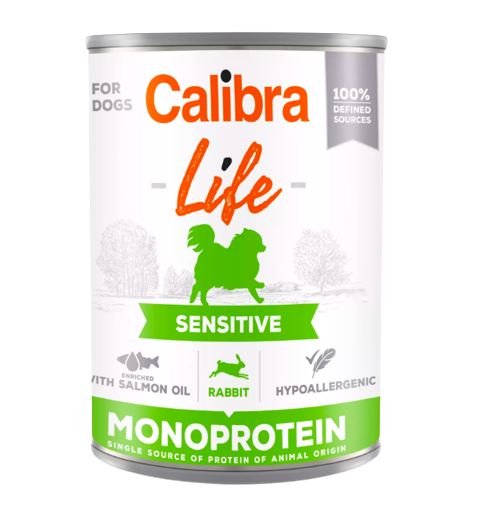 FOR
DOGS
Calibra
100%
DEFINED
SOURCES
Life
SENSITIVE
ENRICHED
WITH SALMON OIL
RABBIT
HYPOALLERGENIC
MONOPROTEIN
SINGLE SOURCE OF PROTEIN OF ANIMAL ORIGIN